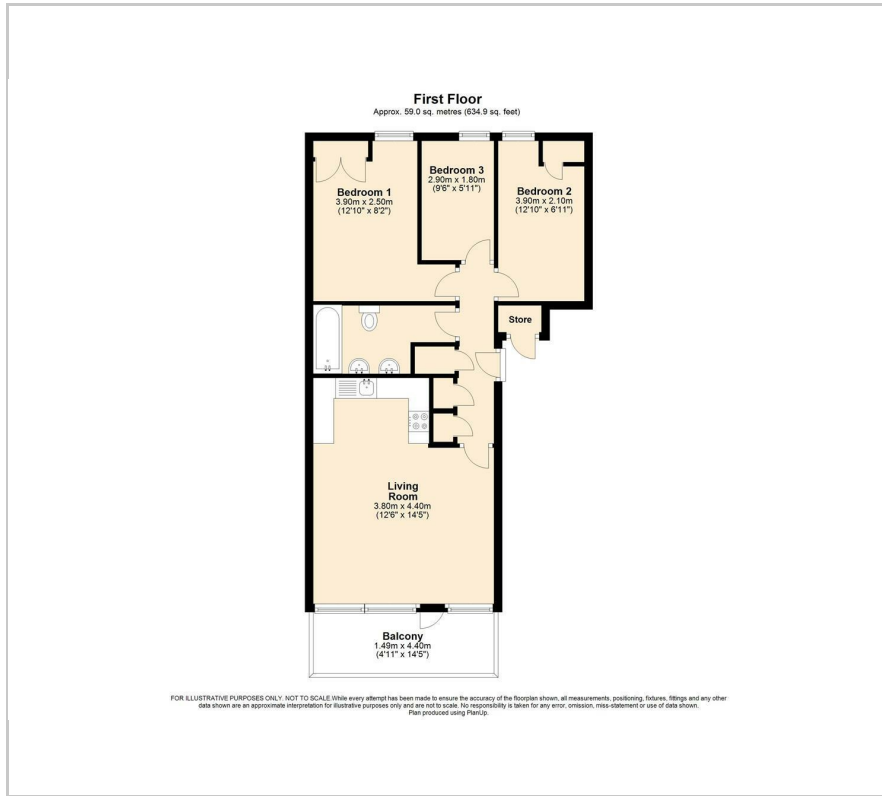 First Floor
Approx. 59.0 sq. metres (634.9 sq. feet)
Bedroom 1
3.90m x 2.50m
(12'10" x 8'2")
Bedroom 3
2.90m x 1.80m
(9'6" x 5'11")
Bedroom 2
3.90m x 2.10m
(12'10" x 6'11")
Store
Living
Room
3.80m x 4.40m
(12'6" x 14'5")
Balcony
1.49m x 4.40m
(4'11" x 14'5")
FOR ILLUSTRATIVE PURPOSES ONLY. NOT TO SCALE.While every attempt has been made to ensure the accuracy of the floorplan shown, all measurements, positioning, fixtures, fittings and any other
data shown are an approximate interpretation for illustrative purposes only and are not to scale. No responsibility is taken for any error, omission, miss-statement or use of data shown.
Plan produced using PlanUp.